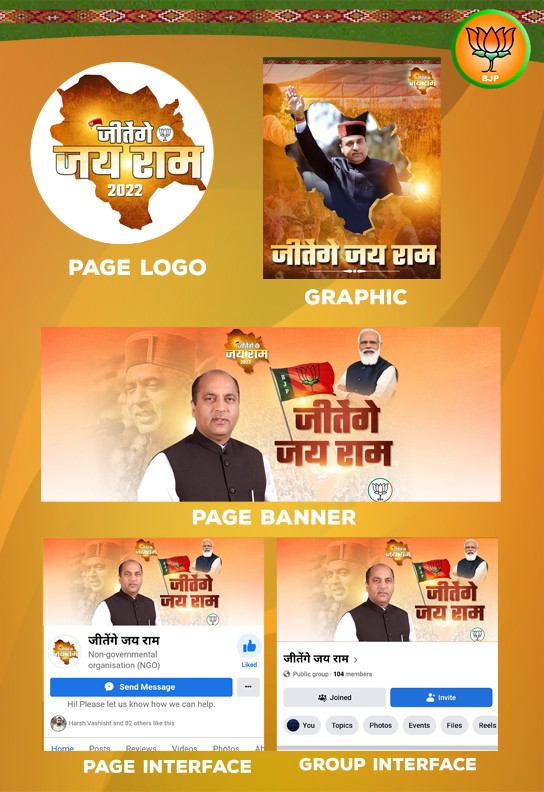 BJP
जीतेंगे
जय राम
2022
PAGE LOGO
जीतेंगे जय राम
GRAPHIC
जय राम
2022
BJP
जीतेंगे
जय राम
PAGE BANNER
जीतेंगे
जय राम
जीतेंगे जय राम
Non-governmental
organisation (NGO)
Liked
Send Message
Hi! Please let us know how we can help.
Harsh Vashisht and 82 others like this
Home Posts Reviews Videos Photos
PAGE INTERFACE
जीतेंगे
जय राम
जीतेंगे जय राम >
Public group · 104 members
Joined Invite
You Topics Photos Events Files Reels
GROUP INTERFACE